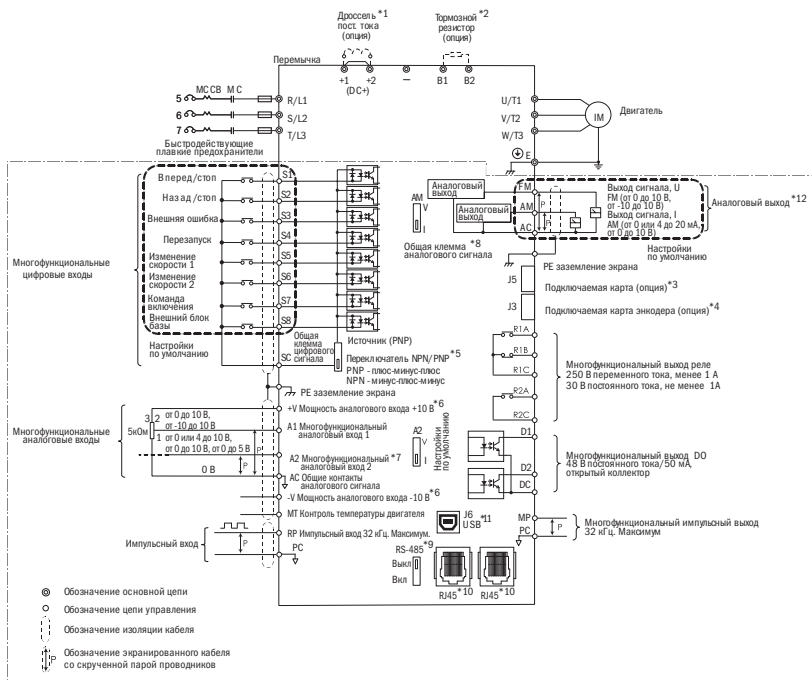 Дроссель *1
пост. тока
(опция)
Тормозной *2
резистор
(опция)
Перемычка
+1
+2
(DC+)
−
B1
B2
MCCB MC
5
R/L1
6
S/L2
7
T/L3
Быстродействующие
плавкие предохранители
U/T1
V/T2
W/T3
IM
Двигатель
E
Многофункциональные
цифровые входы
Вперед/стоп
S1
Назад/стоп
S2
Внешняя ошибка
S3
Перезапуск
S4
Изменение
скорости 1
S5
Изменение
скорости 2
S6
Команда
включения
S7
Внешний блок
базы
S8
Настройки
по умолчанию
SC
Общая
клемма
цифрового
сигнала
Источник (PNP)
Переключатель NPN/PNP *5
PNP - плюс-минус-плюс
NPN - минус-плюс-минус
PE заземление экрана
AM
V
I
Аналоговый
выход
Аналоговый
выход
Общая клемма *8
аналогового сигнала
FM
AM
AC
P
P
Выход сигнала, U
FM (от 0 до 10 В,
от -10 до 10 В)
Выход сигнала, I
AM (от 0 или 4 до 20 мА,
от 0 до 10 В)
Аналоговый выход *12
Настройки
по умолчанию
PE заземление экрана
J5
Подключаемая карта (опция)*3
J3
Подключаемая карта энкодера (опция)*4
R1A
R1B
R1C
R2A
R2C
Многофункциональный выход реле
250 В переменного тока, менее 1 А
30 В постоянного тока, не менее 1А
Многофункциональные
аналоговые входы
5кОм
3
2
1
от 0 до 10 В,
от -10 до 10 В
от 0 или 4 до 10 В,
от 0 до 10 В, от 0 до 5 В
0 В
P
P
+V Мощность аналогового входа +10 В*6
A1 Многофункциональный
аналоговый вход 1
A2 Многофункциональный *7
аналоговый вход 2
AC Общие контакты
аналогового сигнала
-V Мощность аналогового входа -10 В*6
MT Контроль температуры двигателя
A2
V
I
Настройки
по умолчанию
D1
D2
DC
Многофункциональный выход DO
48 В постоянного тока/50 мА,
открытый коллектор
Импульсный вход
P
RP Импульсный вход 32 кГц. Максимум.
PC
J6
USB*11
MP
PC
P
Многофункциональный импульсный выход
32 кГц. Максимум
RS-485*9
Выкл
Вкл
RJ45*10
RJ45*10
Обозначение основной цепи
Обозначение цепи управления
Обозначение изоляции кабеля
P
Обозначение экранированного кабеля
со скрученной парой проводников